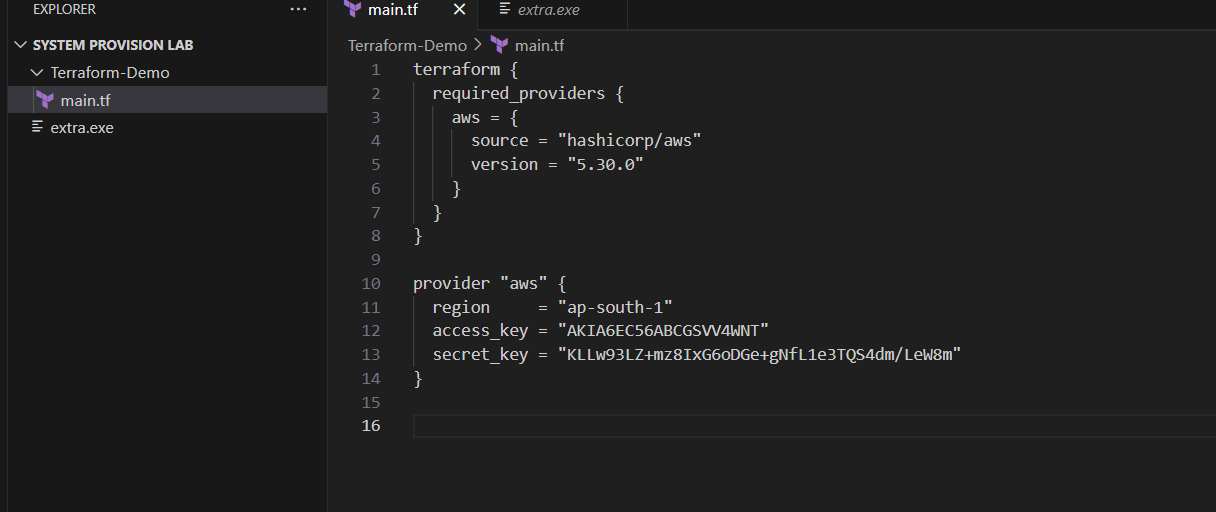 EXPLORER
main.tf
extra.exe
SYSTEM PROVISION LAB
Terraform-Demo
main.tf
extra.exe
Terraform-Demo > main.tf
1 terraform {
2 required_providers {
3 aws = {
4 source = "hashicorp/aws"
5 version = "5.30.0"
6 }
7 }
8 }
9
10 provider "aws" {
11 region     = "ap-south-1"
12 access_key = "AKIA6EC56ABCGSVV4WNT"
13 secret_key = "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"
14 }
15
16